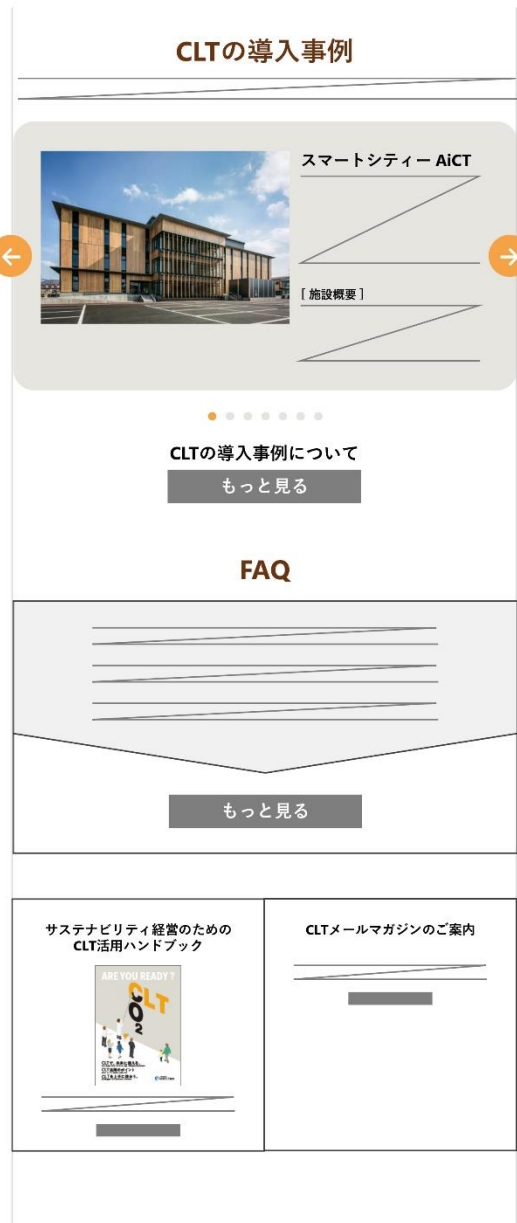 CLTの導入事例
スマートシティー AiCT
[ 施設概要 ]
CLTの導入事例について
もっと見る
FAQ
もっと見る
サステナビリティ経営のための
CLT活用ハンドブック
ARE YOU READY ?
CLT
CO2
CLTメールマガジンのご案内